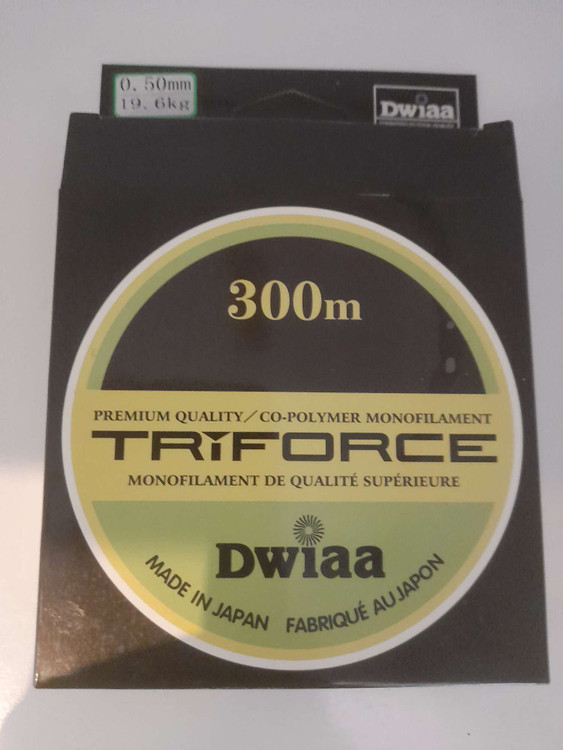 0.50mm
19.6kg
Dwiaa
300m
PREMIUM QUALITY/CO-POLYMER MONOFILAMENT
TRiFORCE
MONOFILAMENT DE QUALITÉ SUPÉRIEURE
Dwiaa
MADE IN JAPAN FABRIQUÉ AU JAPON